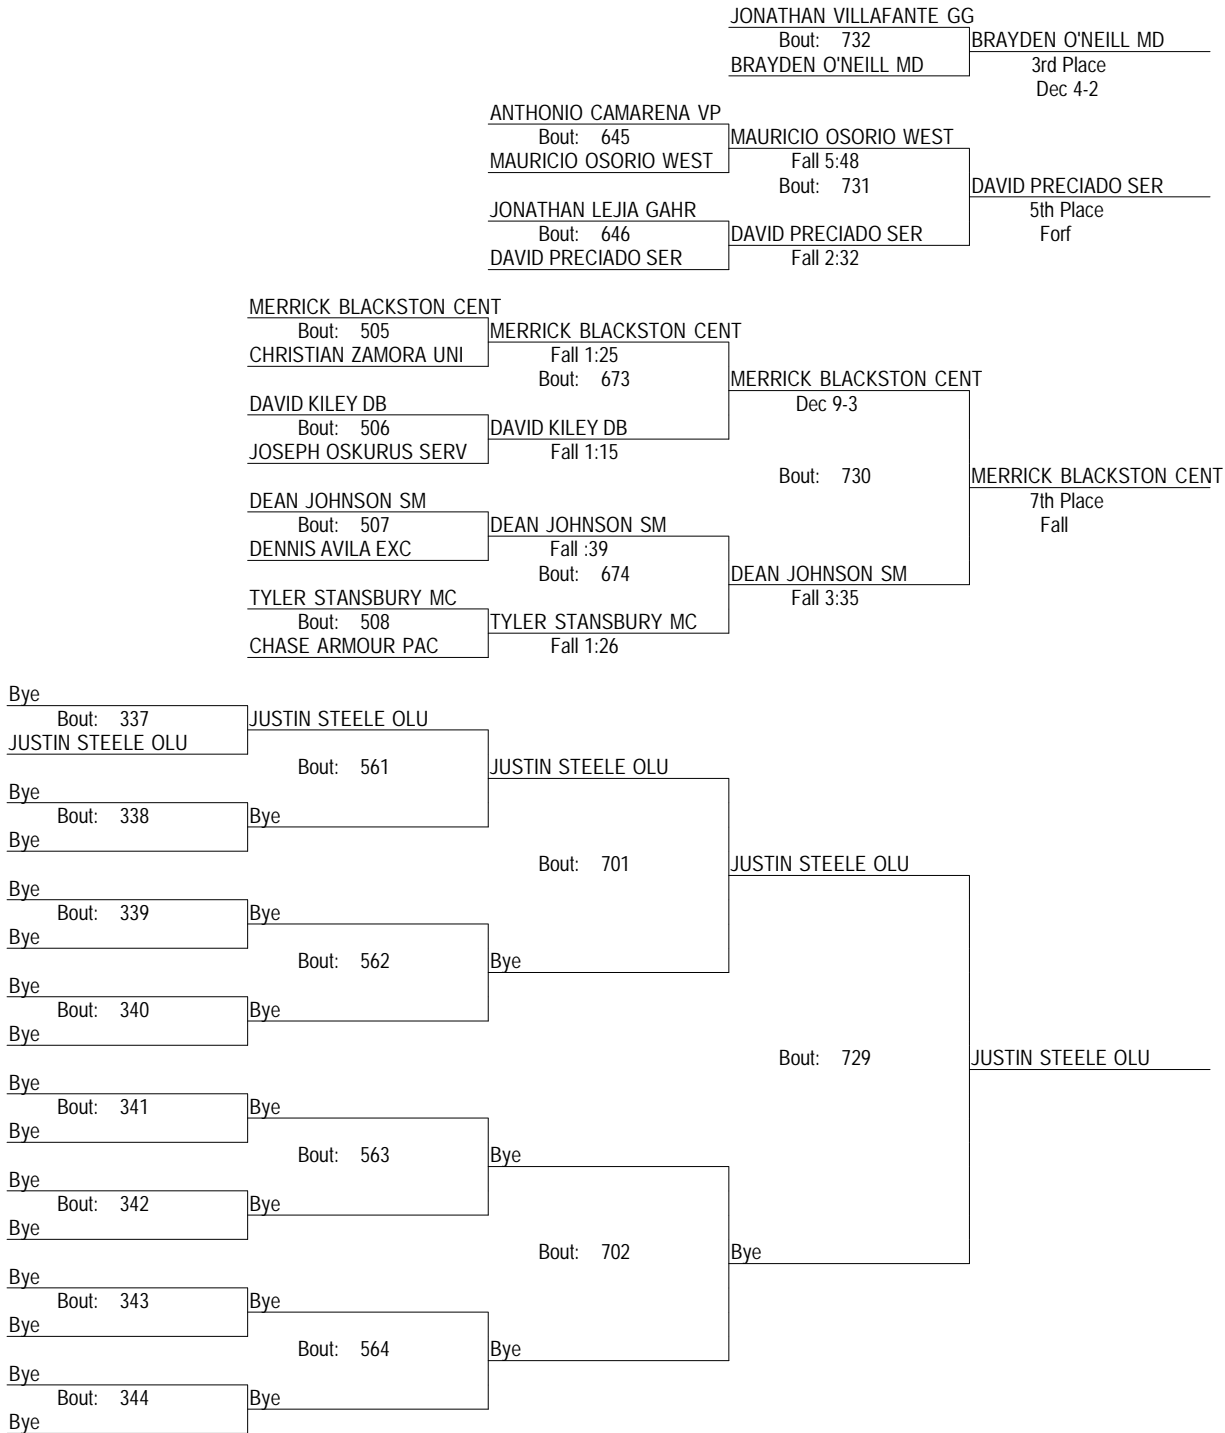 JONATHAN VILLAFANTE GG
Bout: 732
BRAYDEN O'NEILL MD
BRAYDEN O'NEILL MD
3rd Place
Dec 4-2
ANTHONIO CAMARENA VP
Bout: 645
MAURICIO OSORIO WEST
MAURICIO OSORIO WEST
Fall 5:48
Bout: 731
DAVID PRECIADO SER
5th Place
Forf
JONATHAN LEJIA GAHR
Bout: 646
DAVID PRECIADO SER
DAVID PRECIADO SER
Fall 2:32
MERRICK BLACKSTON CENT
Bout: 505
CHRISTIAN ZAMORA UNI
MERRICK BLACKSTON CENT
Fall 1:25
Bout: 673
MERRICK BLACKSTON CENT
Dec 9-3
DAVID KILEY DB
Bout: 506
JOSEPH OSKURUS SERV
DAVID KILEY DB
Fall 1:15
Bout: 730
MERRICK BLACKSTON CENT
7th Place
Fall
DEAN JOHNSON SM
Bout: 507
DENNIS AVILA EXC
DEAN JOHNSON SM
Fall :39
Bout: 674
DEAN JOHNSON SM
Fall 3:35
TYLER STANSBURY MC
Bout: 508
CHASE ARMOUR PAC
TYLER STANSBURY MC
Fall 1:26
Bye
Bout: 337
JUSTIN STEELE OLU
JUSTIN STEELE OLU
Bout: 561
JUSTIN STEELE OLU
Bye
Bout: 338
Bye
Bye
Bout: 701
JUSTIN STEELE OLU
Bye
Bout: 339
Bye
Bye
Bout: 562
Bye
Bye
Bout: 340
Bye
Bye
Bout: 729
JUSTIN STEELE OLU
Bye
Bout: 341
Bye
Bye
Bout: 563
Bye
Bye
Bout: 342
Bye
Bye
Bout: 702
Bye
Bye
Bout: 343
Bye
Bye
Bout: 564
Bye
Bye
Bout: 344
Bye
Bye